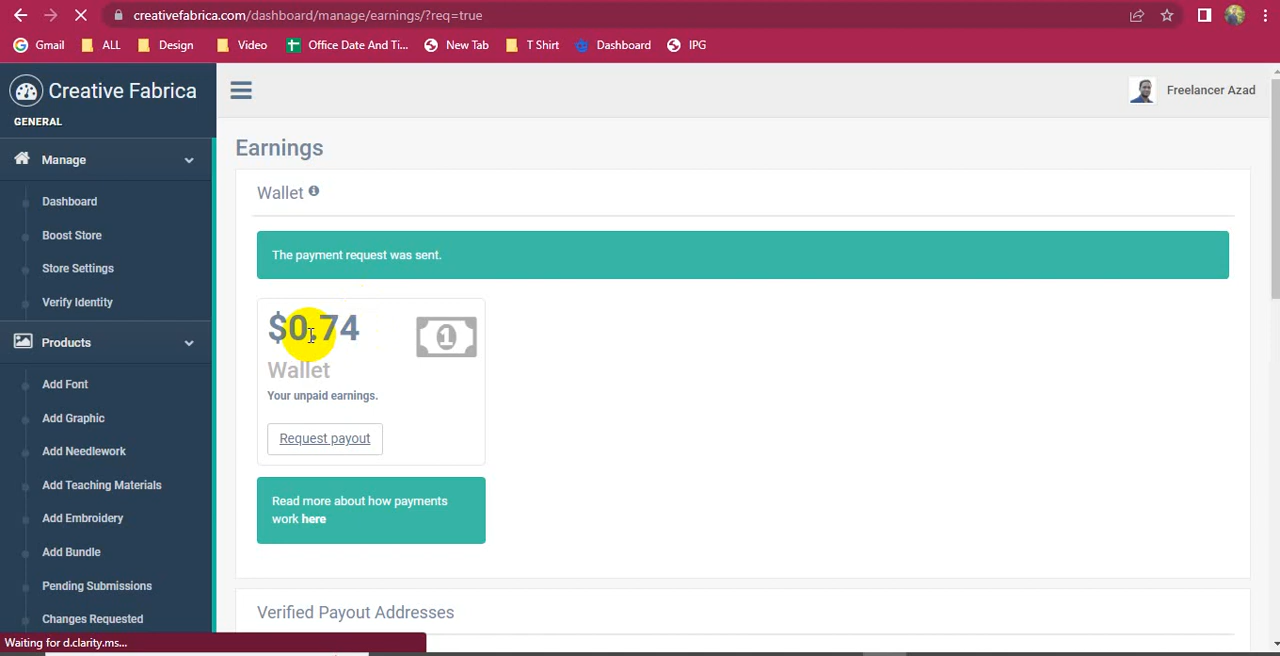 creativefabrica.com/dashboard/manage/earnings/?req=true
Gmail ALL Design Video Office Date And Ti... New Tab T Shirt Dashboard IPG
Creative Fabrica
Freelancer Azad
GENERAL
Manage
Dashboard
Boost Store
Store Settings
Verify Identity
Products
Add Font
Add Graphic
Add Needlework
Add Teaching Materials
Add Embroidery
Add Bundle
Pending Submissions
Changes Requested
Earnings
Wallet
The payment request was sent.
$0.74
1
Wallet
Your unpaid earnings.
Request payout
Read more about how payments
work here
Verified Payout Addresses
Waiting for d.clarity.ms...